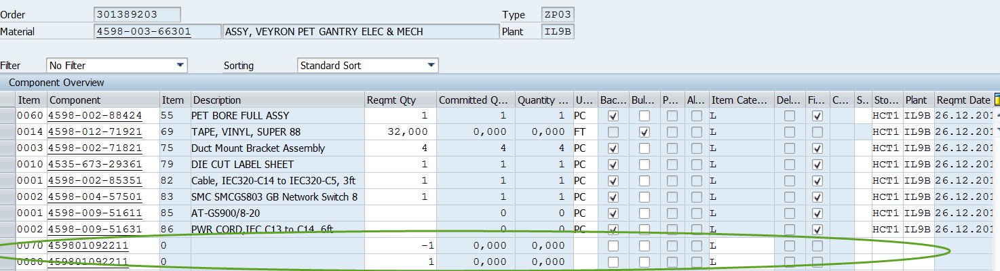 Order 301389203 Type ZP03
Material 4598-003-66301 ASSY, VEYRON PET GANTRY ELEC & MECH Plant IL9B
Filter No Filter Sorting Standard Sort
Component Overview
Item Component Item Description Reqmt Qty Committed Q... Quantity ... U... Bac... Bul... P... Al... Item Cate... Del... Fi... C... S.. Sto... Plant Reqmt Date
0060 4598-002-88424 55 PET BORE FULL ASSY 1 1 1 PC L HCT1 IL9B 26.12.201
0014 4598-012-71921 69 TAPE, VINYL, SUPER 88 32,000 0,000 0,000 FT L HCT1 IL9B 26.12.201
0003 4598-002-71821 75 Duct Mount Bracket Assembly 4 4 4 PC L HCT1 IL9B 26.12.201
0010 4535-673-29361 79 DIE CUT LABEL SHEET 1 1 1 PC L HCT1 IL9B 26.12.201
0001 4598-002-85351 82 Cable, IEC320-C14 to IEC320-C5, 3ft 1 1 1 PC L HCT1 IL9B 26.12.201
0002 4598-004-57501 83 SMC SMCGS803 GB Network Switch 8 1 1 1 PC L HCT1 IL9B 26.12.201
0001 4598-009-51611 85 AT-GS900/8-20 0 0 PC L HCT1 IL9B 26.12.201
0002 4598-009-51631 86 PWR CORD,IEC C13 to C14, 6ft 0 0 PC L HCT1 IL9B 26.12.201
0070 459801092211 0 -1 0,000 0,000 L
0080 459801092211 0 1 0,000 0,000 L